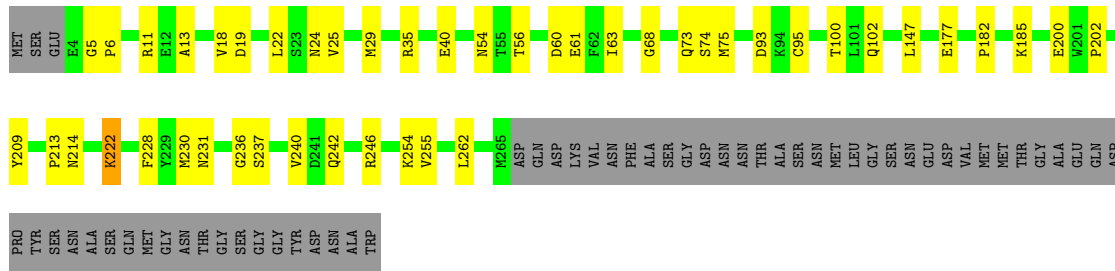 MET SER GLU E4 G5 P6 R11 E12 A13 V18 D19 L22 S23 N24 V25 M29 R35 E40 N54 T55 T56 D60 E61 F62 I63 G68 Q73 S74 M75 D93 K94 C95 T100 L101 Q102 L147 E177 P182 K185 E200 W201 P202
Y209 P213 N214 K222 F228 Y229 M230 N231 G236 S237 V240 D241 Q242 R246 K254 V255 L262 M265 ASP GLN ASP LYS VAL ASN PHE ALA SER GLY ASP ASN ASN THR ALA SER ASN MET LEU GLY SER ASN GLU ASP VAL MET MET THR GLY ALA GLU GLN ASP
PRO TYR SER ASN ALA SER GLN MET GLY ASN THR GLY SER GLY GLY TYR ASP ASN ALA TRP